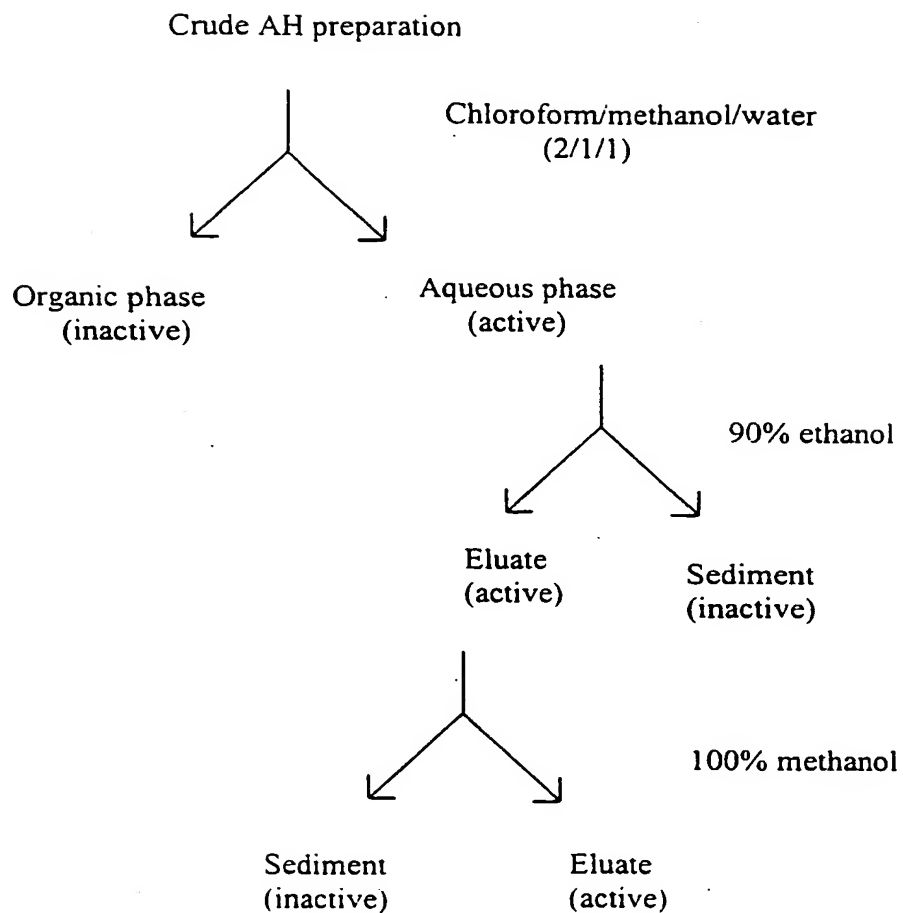 Crude AH preparation
Chloroform/methanol/water
(2/1/1)
Organic phase
(inactive)
Aqueous phase
(active)
90% ethanol
Eluate
(active)
Sediment
(inactive)
100% methanol
Sediment
(inactive)
Eluate
(active)